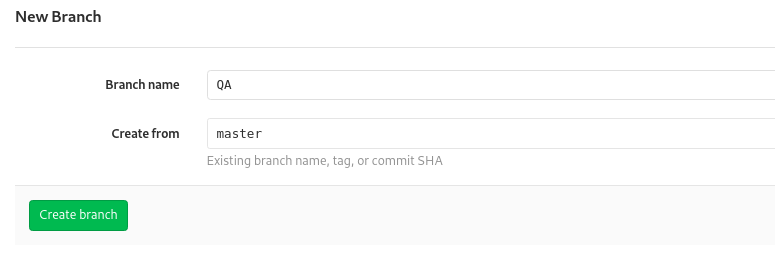 New Branch
Branch name
QA
Create from
master
Existing branch name, tag, or commit SHA
Create branch